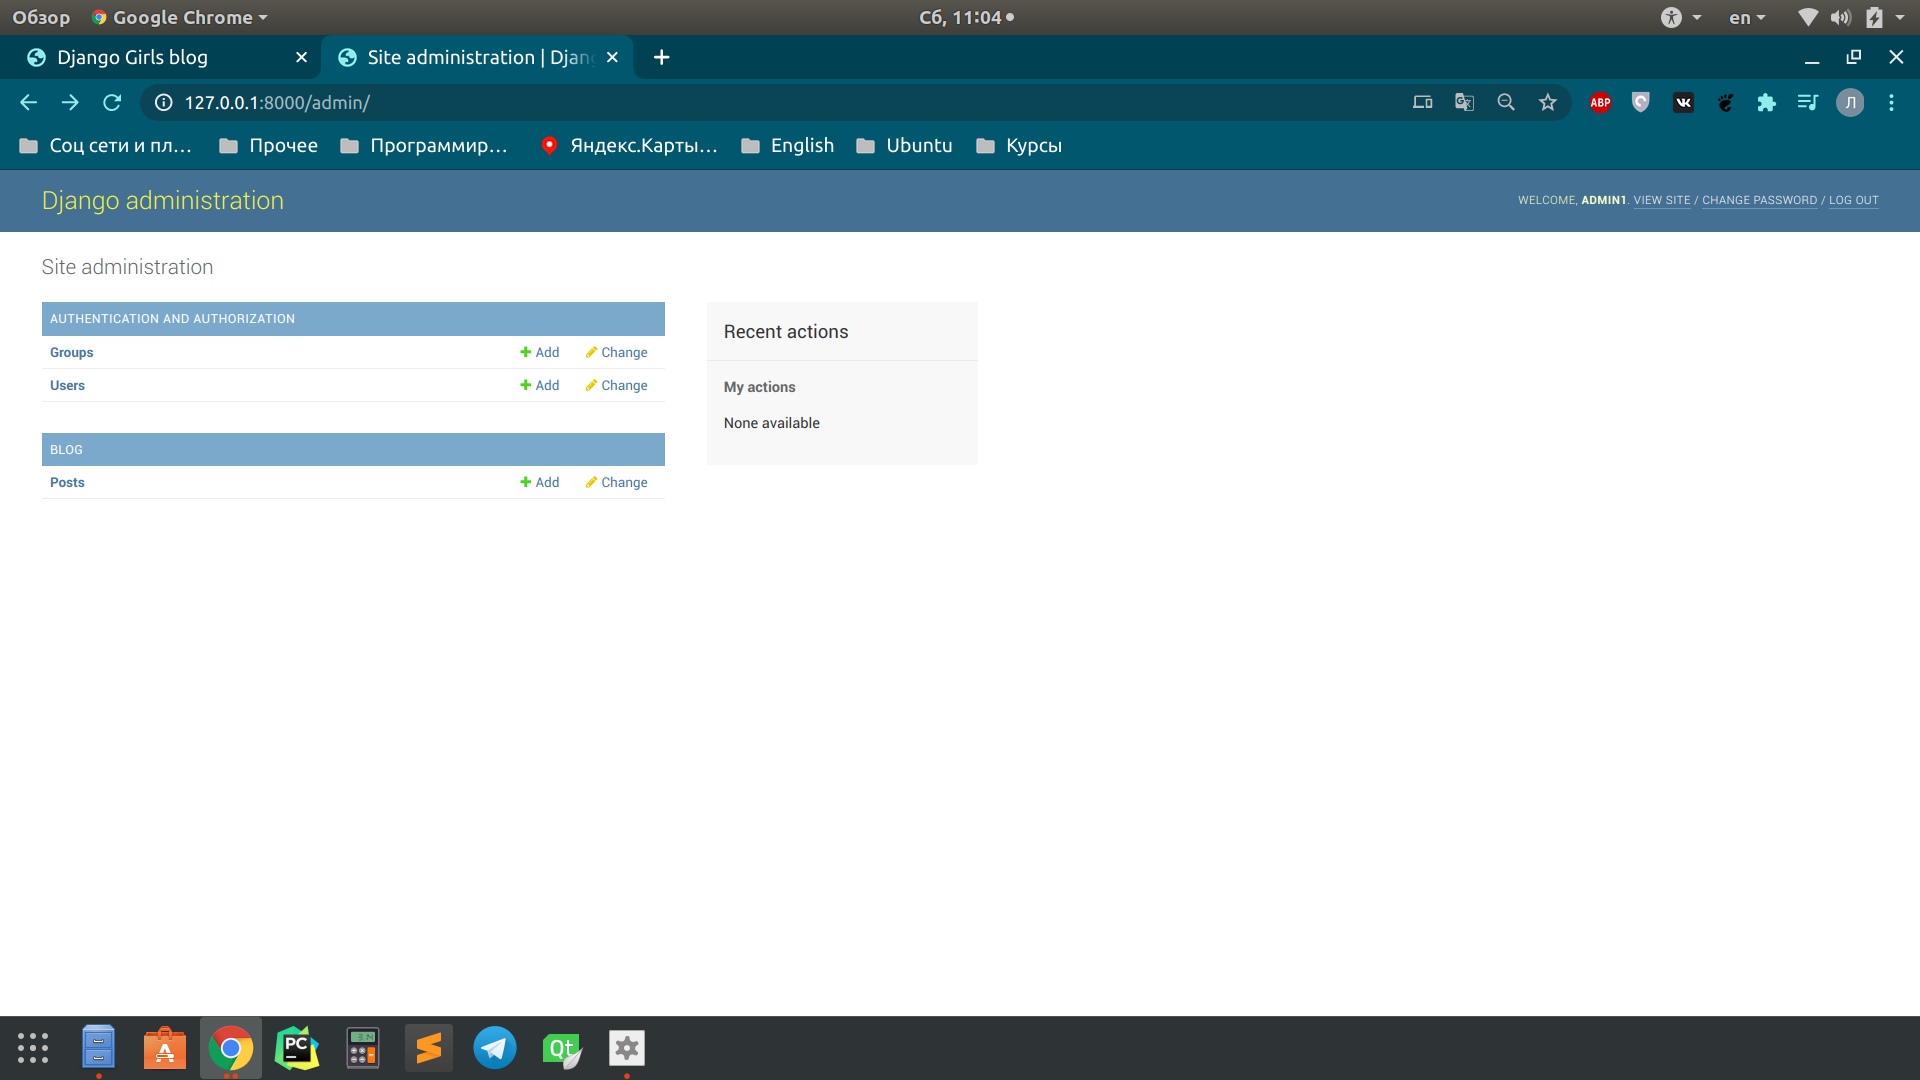 Обзор Google Chrome Сб, 11:04 en
Django Girls blog Site administration | Djan
127.0.0.1:8000/admin/ ABP Л
Соц сети и пл... Прочее Программир... Яндекс.Карты... English Ubuntu Курсы
Django administration WELCOME, ADMIN1. VIEW SITE / CHANGE PASSWORD / LOG OUT
Site administration
AUTHENTICATION AND AUTHORIZATION
Groups Add Change
Users Add Change
BLOG
Posts Add Change
Recent actions
My actions
None available
PC Qt